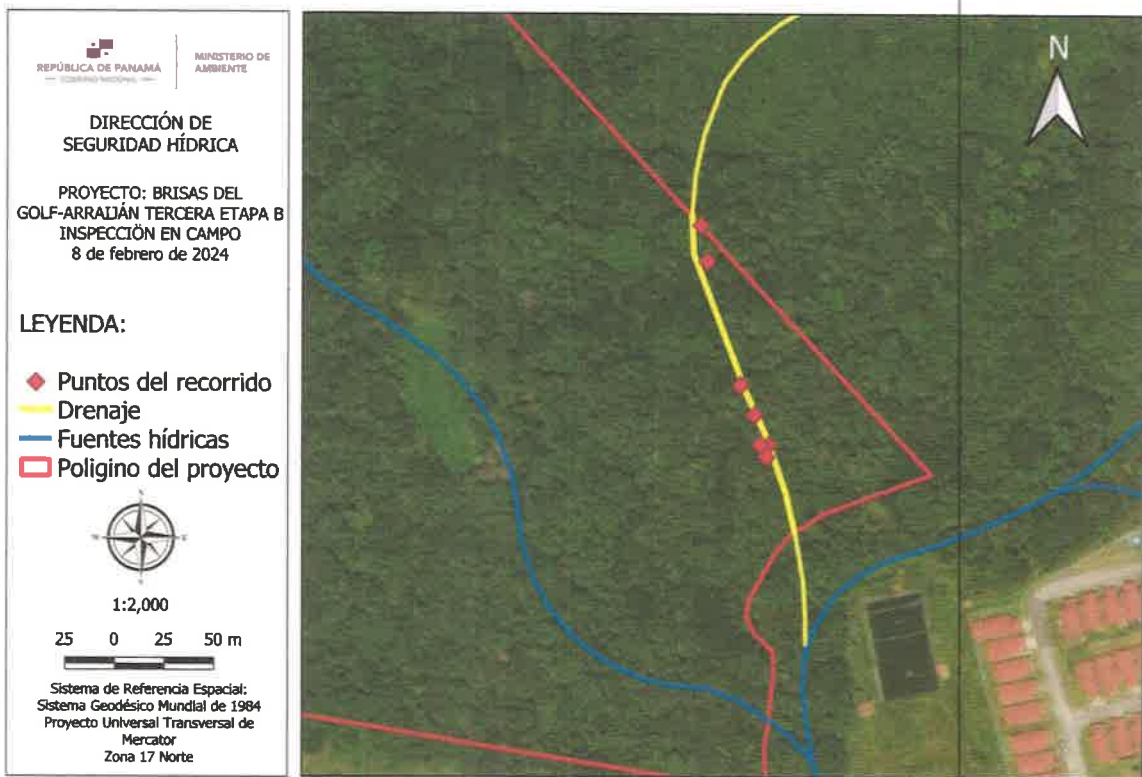 REPÚBLICA DE PANAMÁ
— GOBIERNO NACIONAL —
MINISTERIO DE
AMBIENTE
DIRECCIÓN DE
SEGURIDAD HÍDRICA
PROYECTO: BRISAS DEL
GOLF-ARRAIJÁN TERCERA ETAPA B
INSPECCIÓN EN CAMPO
8 de febrero de 2024
LEYENDA:
Puntos del recorrido
Drenaje
Fuentes hídricas
Poligino del proyecto
N
1:2,000
25 0 25 50 m
Sistema de Referencia Espacial:
Sistema Geodésico Mundial de 1984
Proyecto Universal Transversal de
Mercator
Zona 17 Norte
N